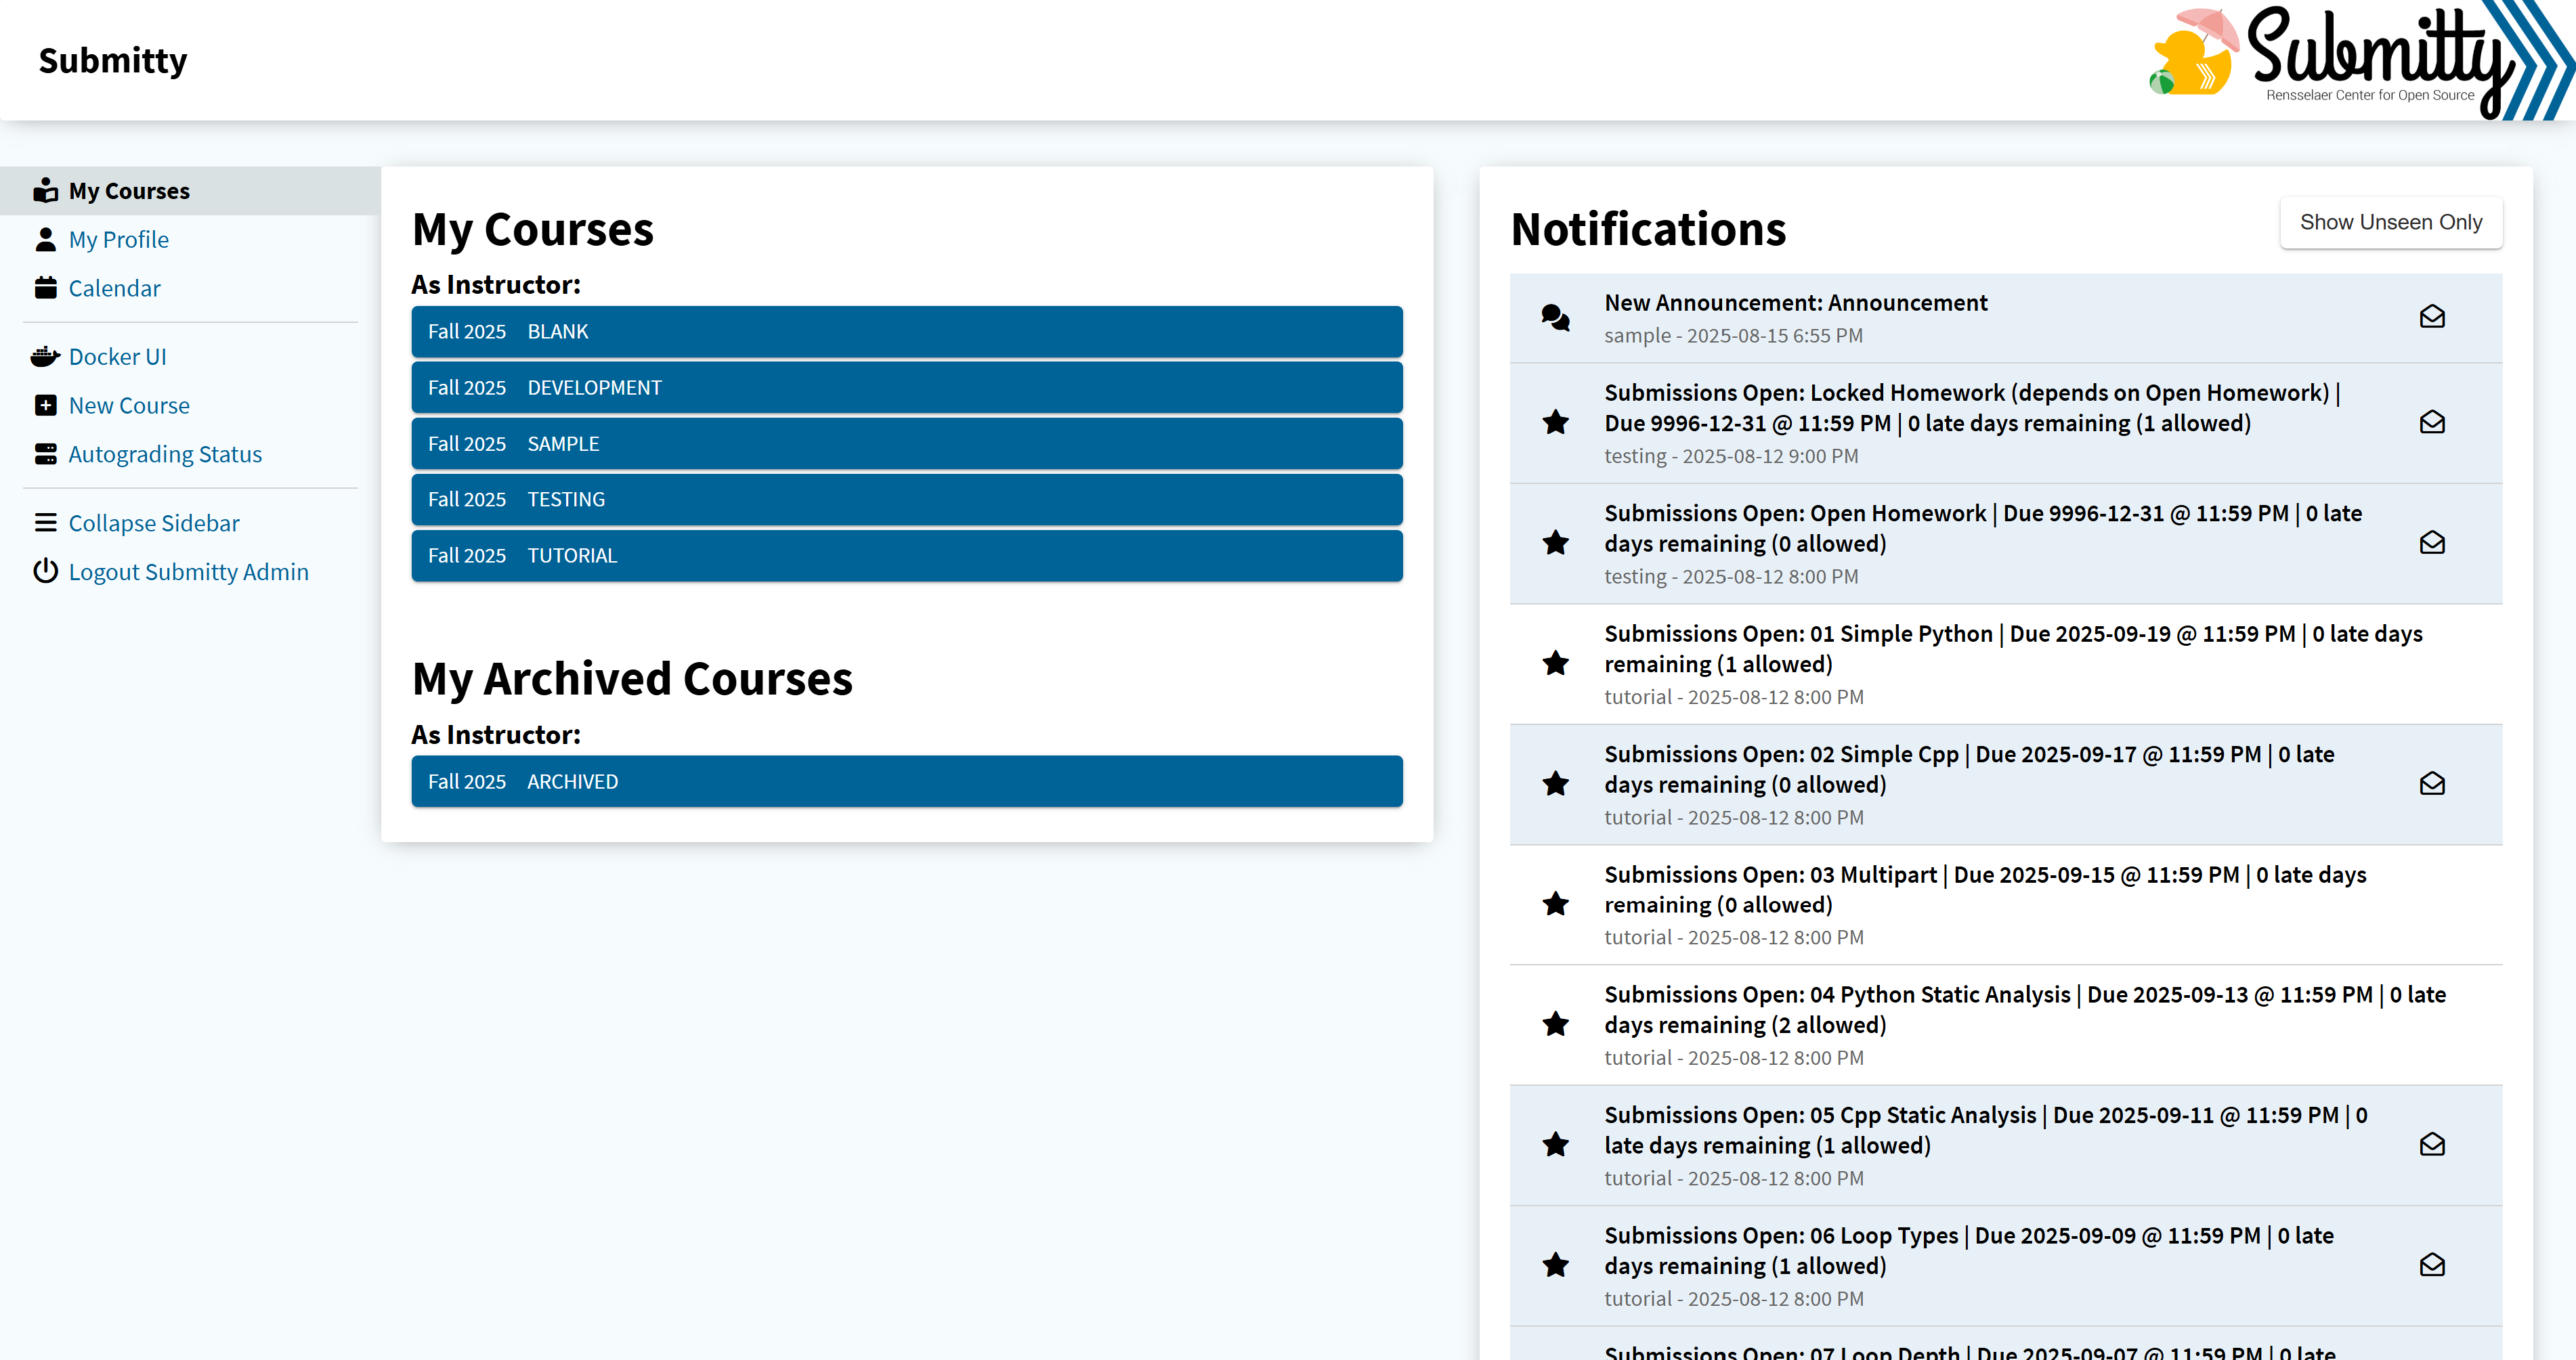 Submitty
Submitty
Rensselaer Center for Open Source
My Courses
My Profile
Calendar
Docker UI
New Course
Autograding Status
Collapse Sidebar
Logout Submitty Admin
My Courses
As Instructor:
Fall 2025 BLANK
Fall 2025 DEVELOPMENT
Fall 2025 SAMPLE
Fall 2025 TESTING
Fall 2025 TUTORIAL
My Archived Courses
As Instructor:
Fall 2025 ARCHIVED
Notifications
Show Unseen Only
New Announcement: Announcement
sample - 2025-08-15 6:55 PM
Submissions Open: Locked Homework (depends on Open Homework) |
Due 9996-12-31 @ 11:59 PM | 0 late days remaining (1 allowed)
testing - 2025-08-12 9:00 PM
Submissions Open: Open Homework | Due 9996-12-31 @ 11:59 PM | 0 late
days remaining (0 allowed)
testing - 2025-08-12 8:00 PM
Submissions Open: 01 Simple Python | Due 2025-09-19 @ 11:59 PM | 0 late days
remaining (1 allowed)
tutorial - 2025-08-12 8:00 PM
Submissions Open: 02 Simple Cpp | Due 2025-09-17 @ 11:59 PM | 0 late
days remaining (0 allowed)
tutorial - 2025-08-12 8:00 PM
Submissions Open: 03 Multipart | Due 2025-09-15 @ 11:59 PM | 0 late days
remaining (0 allowed)
tutorial - 2025-08-12 8:00 PM
Submissions Open: 04 Python Static Analysis | Due 2025-09-13 @ 11:59 PM | 0 late
days remaining (2 allowed)
tutorial - 2025-08-12 8:00 PM
Submissions Open: 05 Cpp Static Analysis | Due 2025-09-11 @ 11:59 PM | 0
late days remaining (1 allowed)
tutorial - 2025-08-12 8:00 PM
Submissions Open: 06 Loop Types | Due 2025-09-09 @ 11:59 PM | 0 late
days remaining (1 allowed)
tutorial - 2025-08-12 8:00 PM
Submissions Open: 07 Loop Depth | Due 2025-09-07 @ 11:59 PM | 0 late